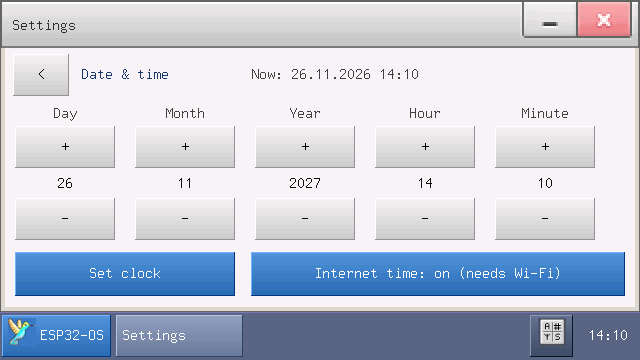 Settings
< Date & time Now: 26.11.2026 14:10
Day Month Year Hour Minute
+ + + + +
26 11 2027 14 10
- - - - -
Set clock Internet time: on (needs Wi-Fi)
ESP32-OS Settings A# TS 14:10